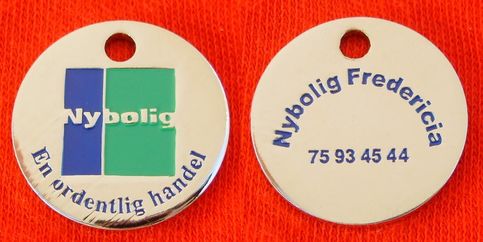 Nybolig
En ordentlig handel
Nybolig Fredericia
75 93 45 44